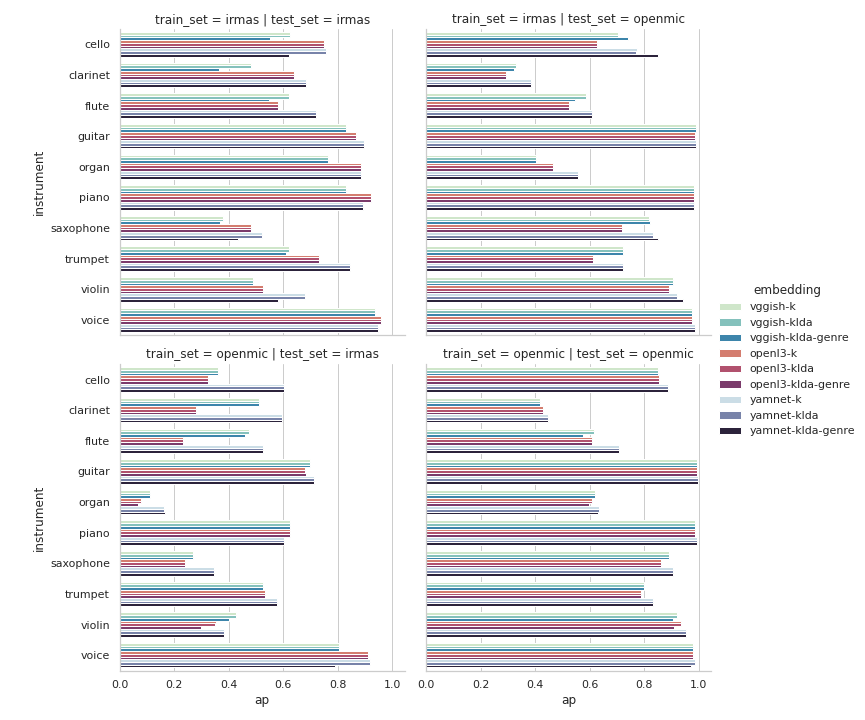 train_set = irmas | test_set = irmas
train_set = irmas | test_set = openmic
cello
clarinet
flute
guitar
organ
piano
saxophone
trumpet
violin
voice
instrument
embedding
vggish-k
vggish-klda
vggish-klda-genre
openl3-k
openl3-klda
openl3-klda-genre
yamnet-k
yamnet-klda
yamnet-klda-genre
train_set = openmic | test_set = irmas
train_set = openmic | test_set = openmic
cello
clarinet
flute
guitar
organ
piano
saxophone
trumpet
violin
voice
instrument
0.0 0.2 0.4 0.6 0.8 1.0
0.0 0.2 0.4 0.6 0.8 1.0
ap
ap